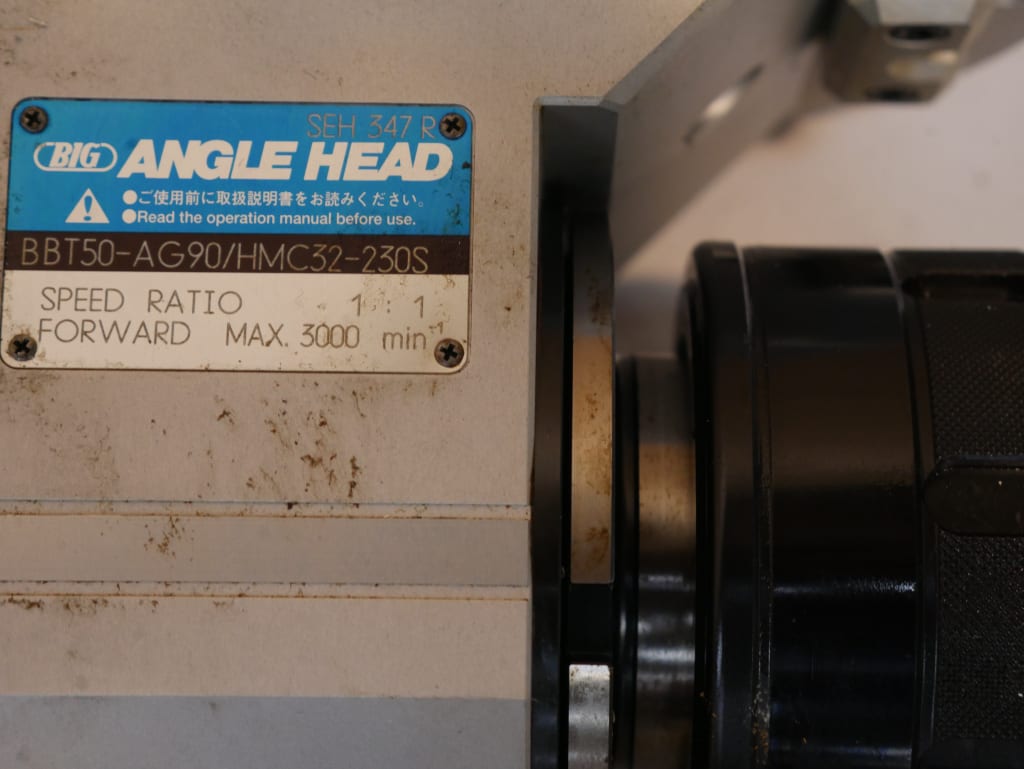 SEH 347 R
BIG ANGLE HEAD
●ご使用前に取扱説明書をお読みください。
●Read the operation manual before use.
BBT50-AG90/HMC32-230S
SPEED RATIO 1 : 1
FORWARD MAX. 3000 min⁻¹